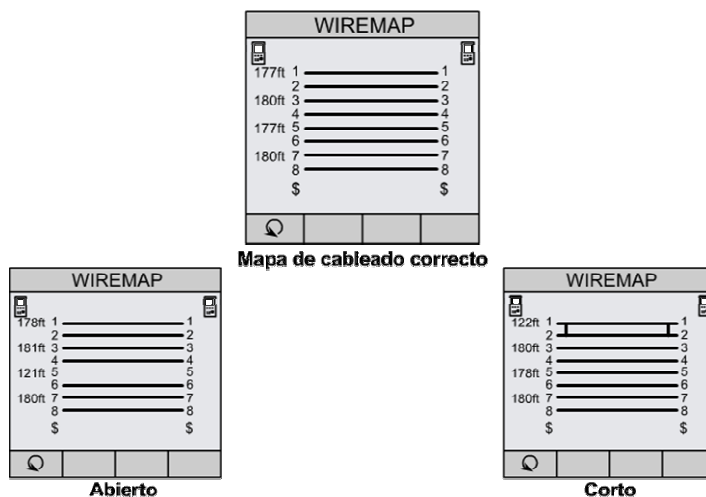 WIREMAP
177ft 1 1
2 2
180ft 3 3
4 4
177ft 5 5
6 6
180ft 7 7
8 8
$ $
Mapa de cableado correcto
WIREMAP
178ft 1 1
2 2
181ft 3 3
4 4
121ft 5 5
6 6
180ft 7 7
8 8
$ $
Abierto
WIREMAP
122ft 1 1
2 2
180ft 3 3
4 4
178ft 5 5
6 6
180ft 7 7
8 8
$ $
Corto